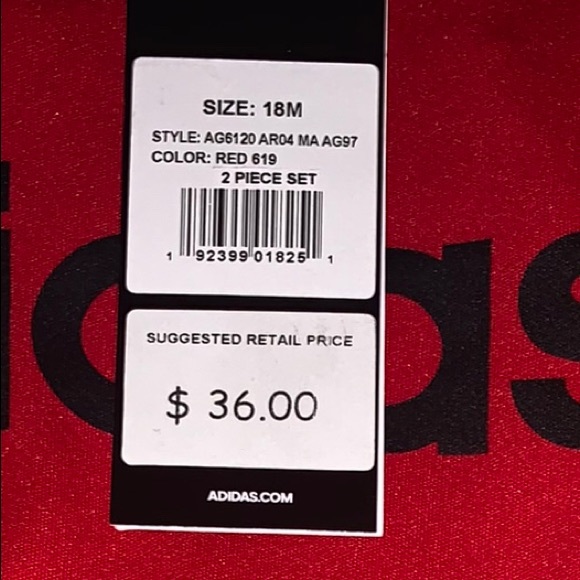 SIZE: 18M
STYLE: AG6120 AR04 MA AG97
COLOR: RED 619
2 PIECE SET
1 92399 01825 1
SUGGESTED RETAIL PRICE
$ 36.00
ADIDAS.COM